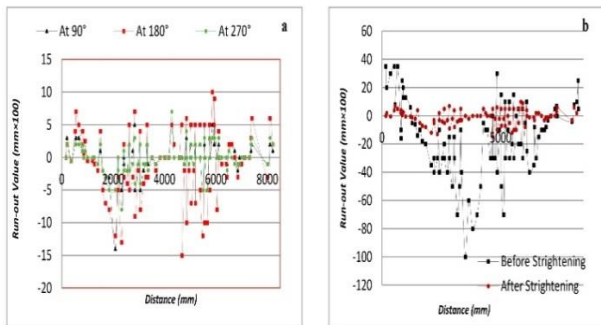 At 90° At 180° At 270° a
15
10
5
0
-5
-10
-15
-20
0 2000 4000 6000 8000
Run-out Value (mm×100)
Distance (mm)
b
60
40
20
0
-20
-40
-60
-80
-100
-120
0 5000
Run-out Value (mm×100)
Before Strightening
After Strightening
Distance (mm)